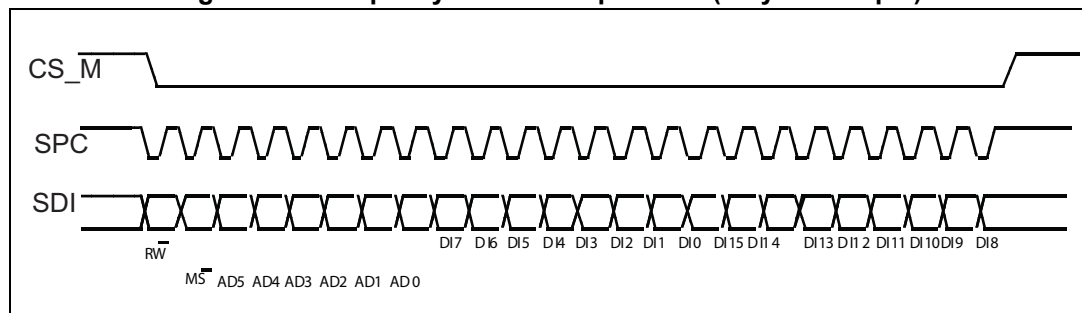 CS_M
SPC
SDI
DI7 DI6 DI5 DI4 DI3 DI2 DI1 DI0 DI15 DI14 DI13 DI12 DI11 DI10 DI9 DI8
RW
MS AD5 AD4 AD3 AD2 AD1 AD0